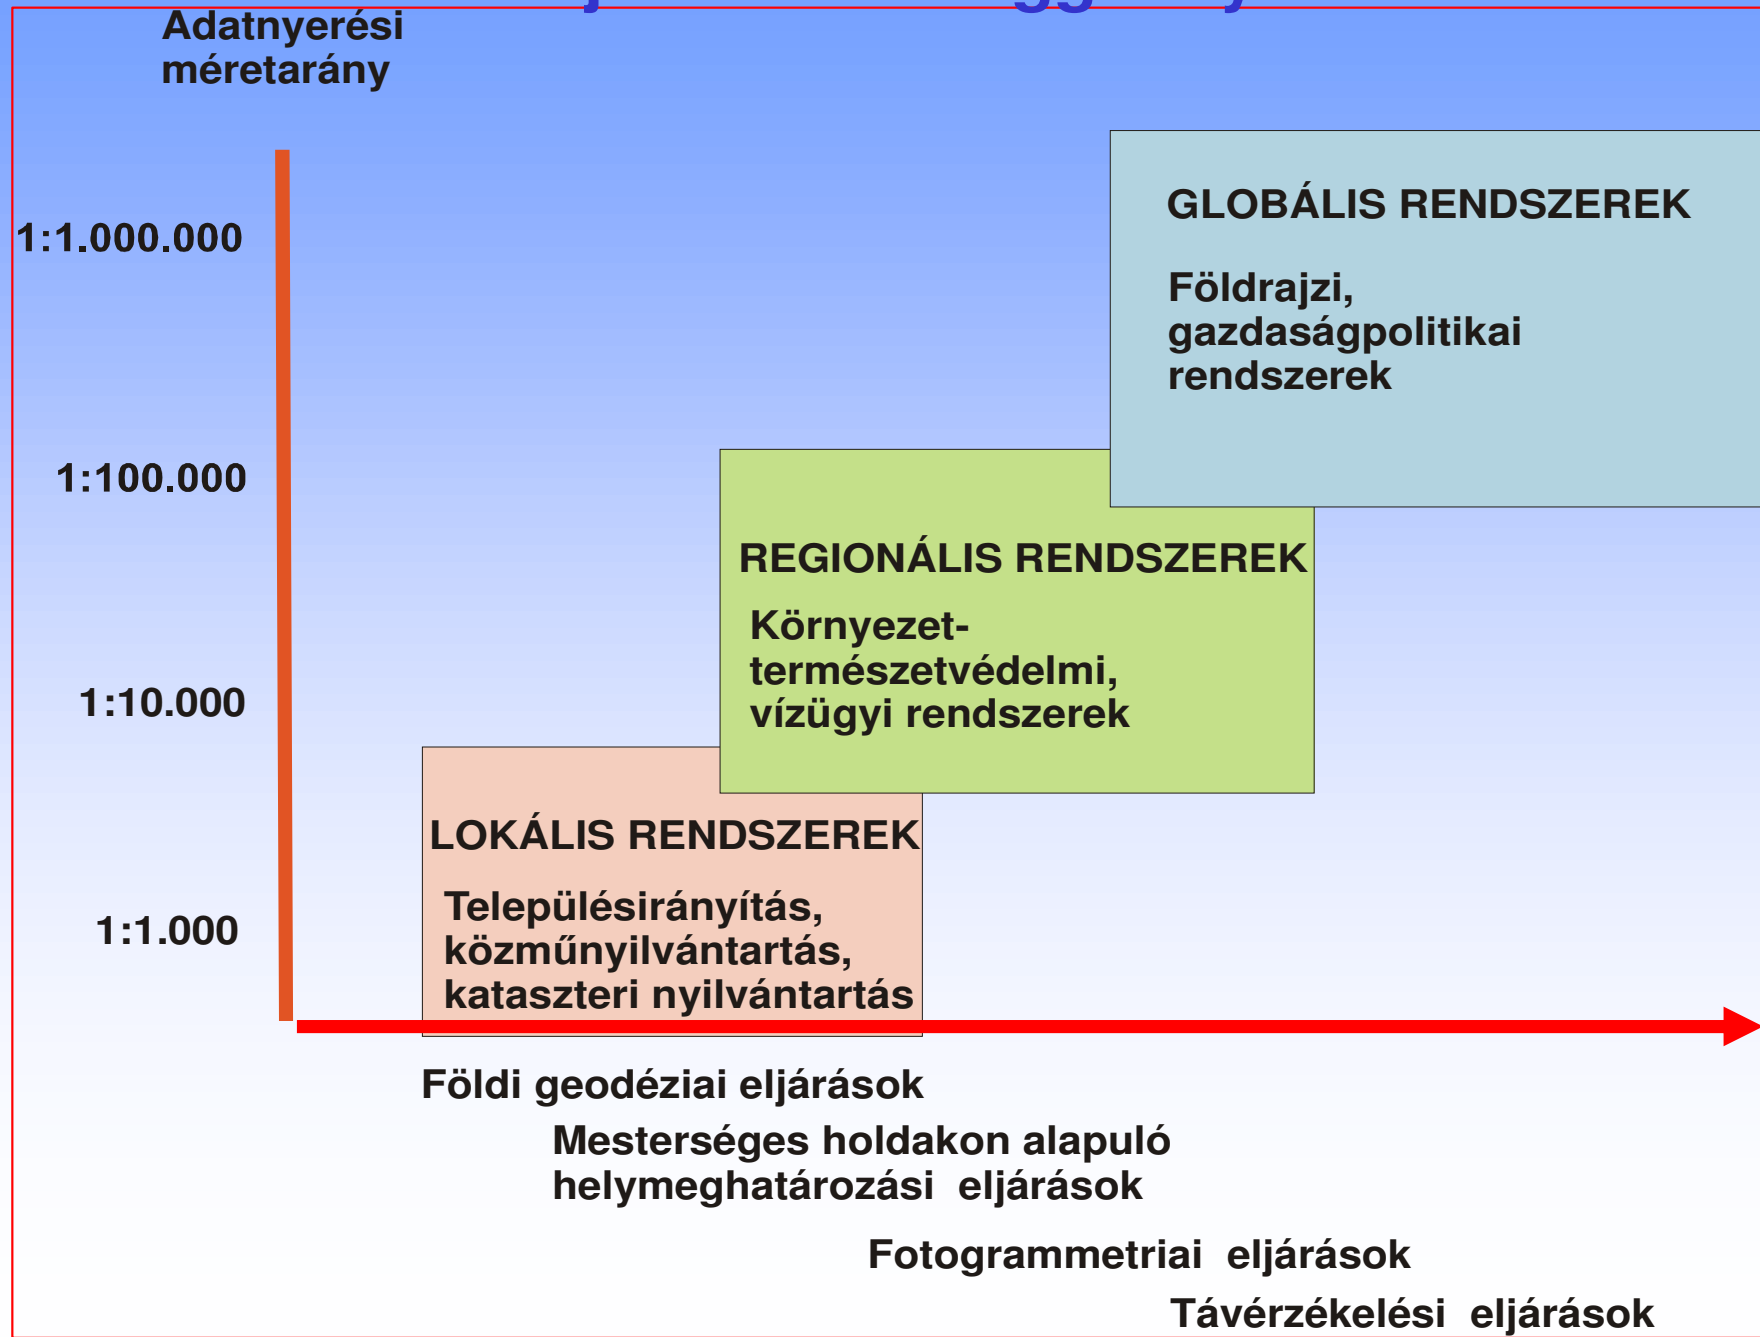 Adatnyerési
méretarány
1:1.000.000
1:100.000
1:10.000
1:1.000
GLOBÁLIS RENDSZEREK
Földrajzi,
gazdaságpolitikai
rendszerek
REGIONÁLIS RENDSZEREK
Környezet-
természetvédelmi,
vízügyi rendszerek
LOKÁLIS RENDSZEREK
Településirányítás,
közműnyilvántartás,
kataszteri nyilvántartás
Földi geodéziai eljárások
Mesterséges holdakon alapuló
helymeghatározási eljárások
Fotogrammetriai eljárások
Távérzékelési eljárások